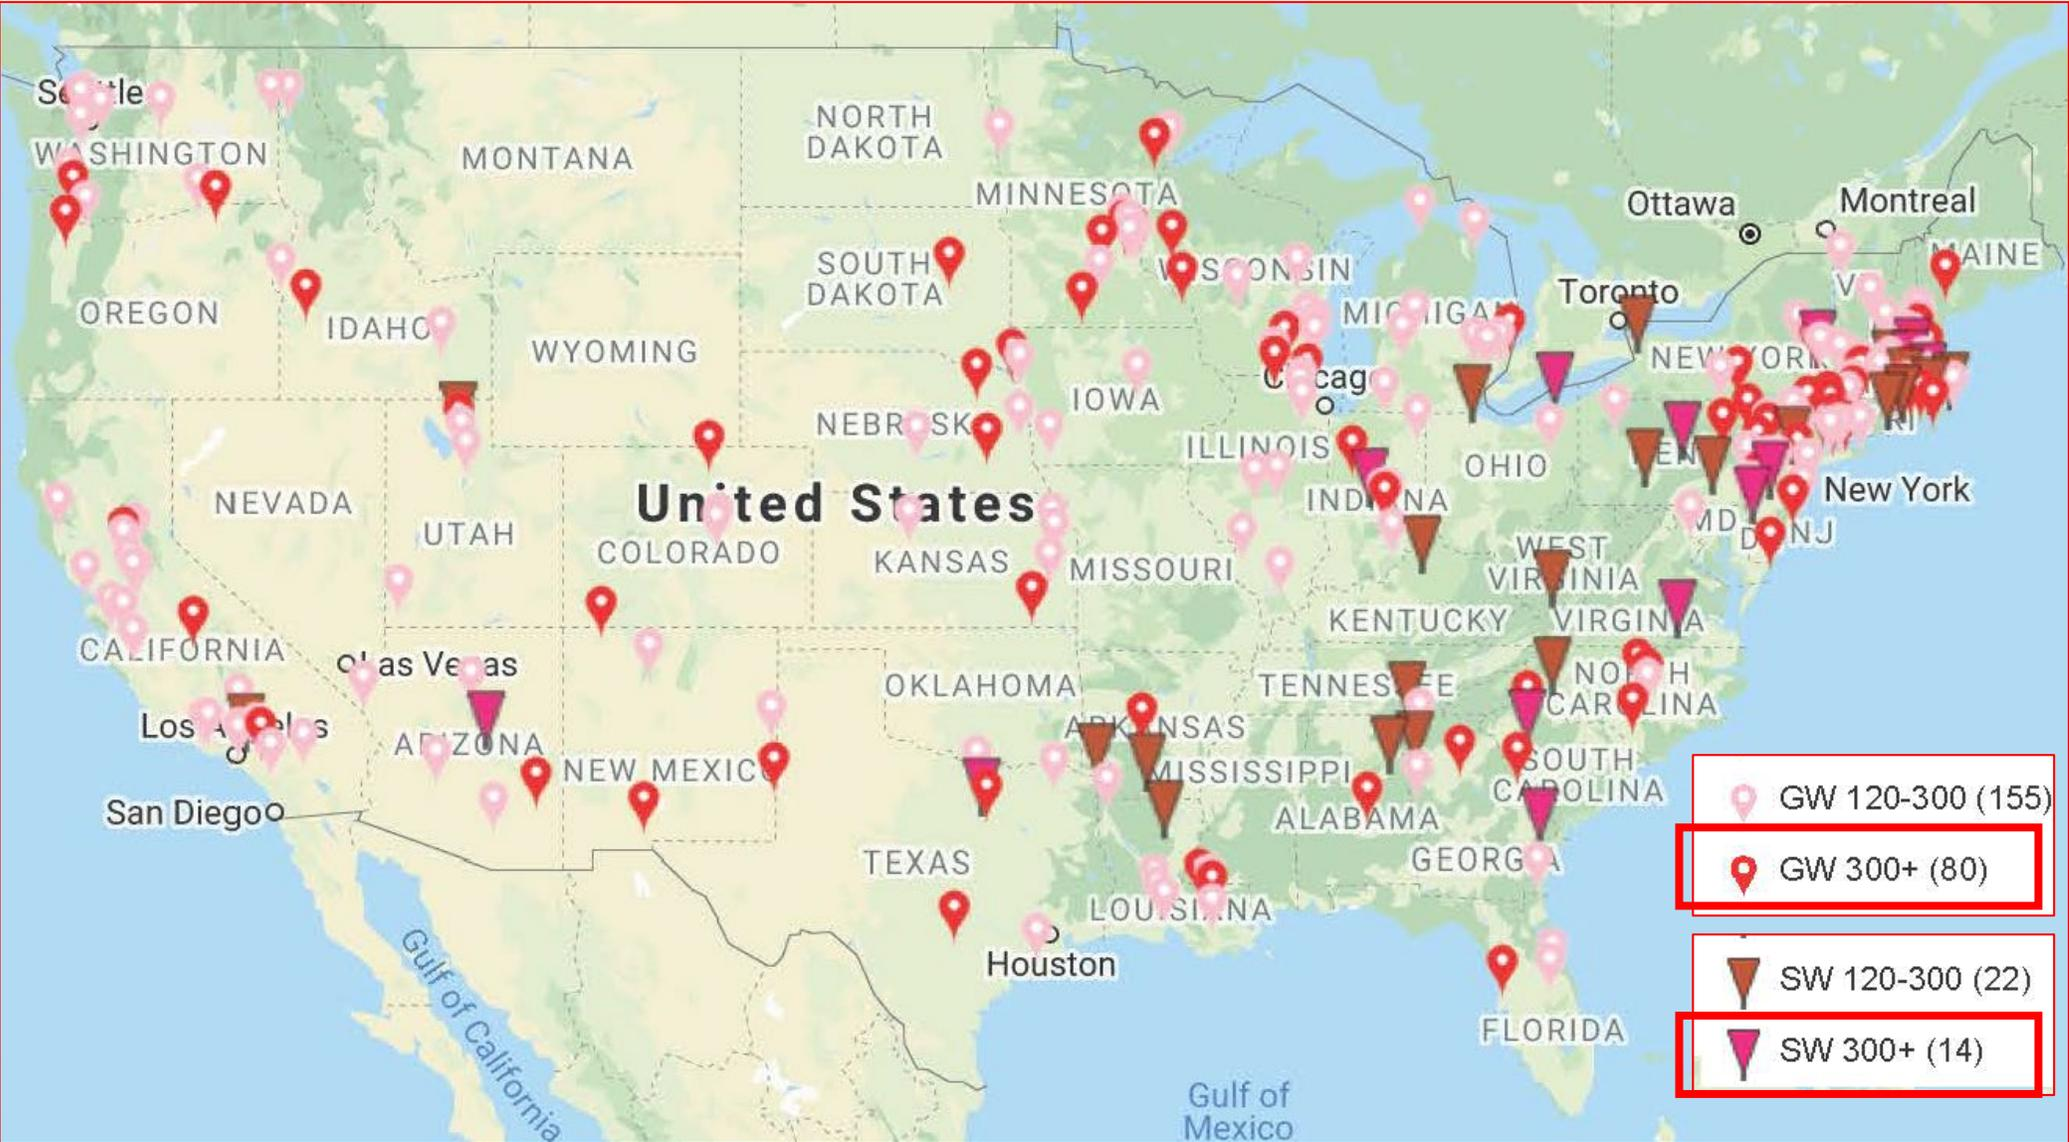 Seattle
WASHINGTON
MONTANA
NORTH
DAKOTA
MINNESOTA
Ottawa
Montreal
MAINE
OREGON
IDAHO
WYOMING
SOUTH
DAKOTA
WISCONSIN
MICHIGAN
Toronto
NEW YORK
NEBRASK
IOWA
Chicag
ILLINOIS
INDIANA
OHIO
PEN
RI
New York
NEVADA
UTAH
United States
COLORADO
KANSAS
MISSOURI
WEST
VIRGINIA
MD
NJ
KENTUCKY
VIRGINIA
CALIFORNIA
Las Vegas
OKLAHOMA
TENNESSEE
NORTH
CAROLINA
Los Angeles
ARIZONA
NEW MEXICO
ARKANSAS
MISSISSIPPI
SOUTH
CAROLINA
San Diego
TEXAS
ALABAMA
GEORGIA
LOUISIANA
Houston
FLORIDA
Gulf of California
Gulf of
Mexico
GW 120-300 (155)
GW 300+ (80)
SW 120-300 (22)
SW 300+ (14)